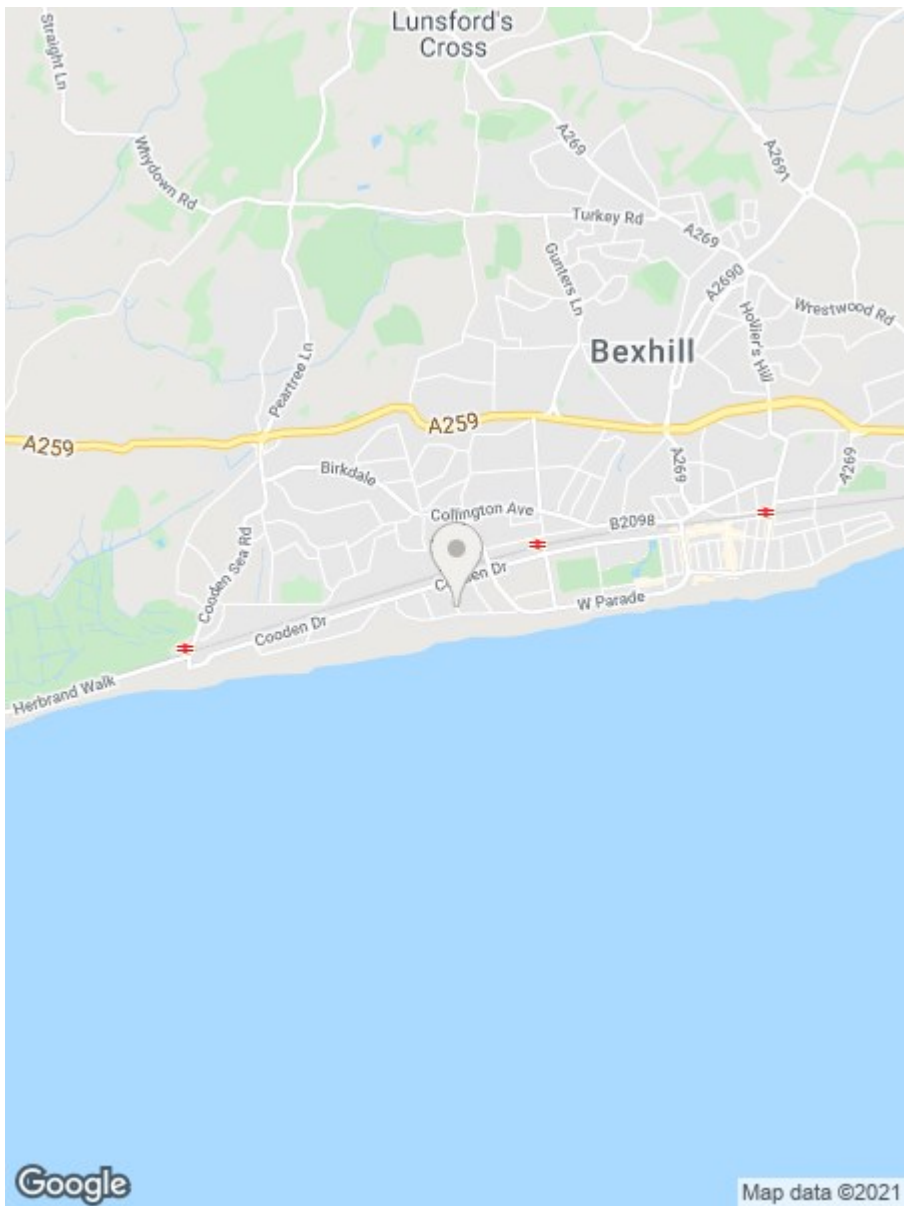 Lunsford's
Cross
Straight Ln
Whydown Rd
A269
A2691
Turkey Rd
A269
Gunters Ln
A2690
Hollier's Hill
Wrestwood Rd
Bexhill
Peartree Ln
A259
A259
Birkdale
A269
A269
Collington Ave
B2098
Cooden Sea Rd
Cooden Dr
W Parade
Cooden Dr
Herbrand Walk
Google
Map data ©2021